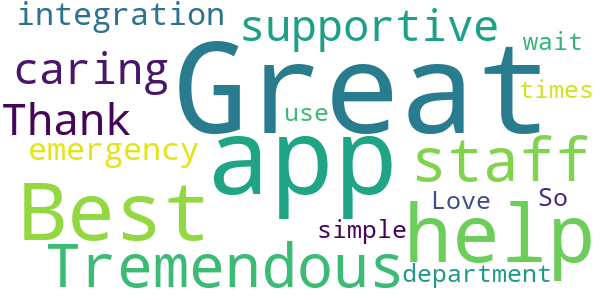 integration
supportive
wait
caring
Great
times
Thank
use
emergency
app
staff
Best
Love
So
simple
help
Tremendous
department